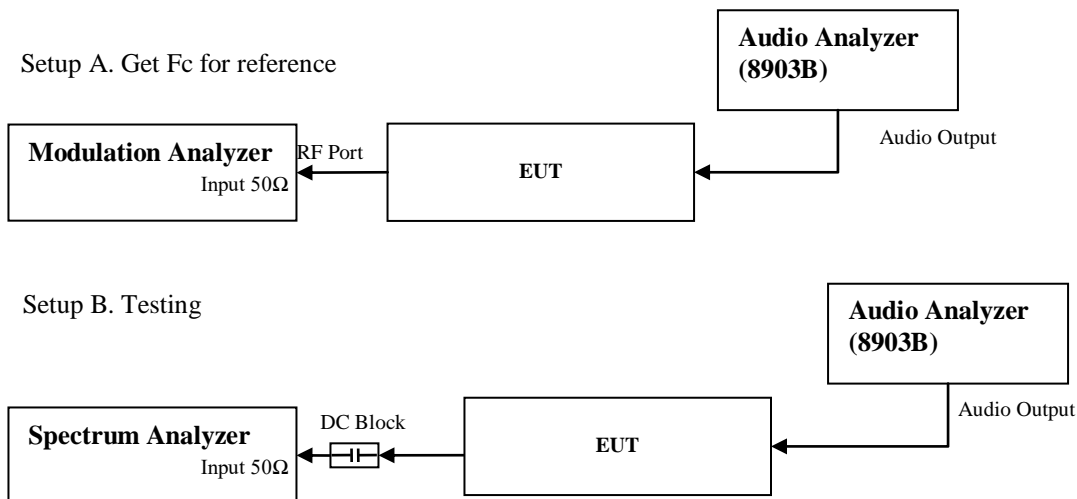 Setup A. Get Fc for reference
Audio Analyzer
(8903B)
Audio Output
Modulation Analyzer
Input 50Ω
RF Port
EUT
Setup B. Testing
Audio Analyzer
(8903B)
Audio Output
Spectrum Analyzer
Input 50Ω
DC Block
EUT